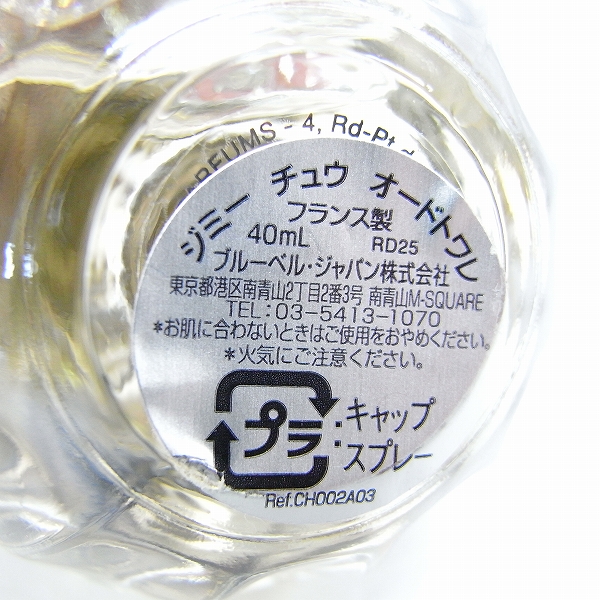 PERFUMS - 4, Rd-Pt
ジミー チュウ オードトワレ
フランス製
40mL RD25
ブルーベル・ジャパン株式会社
東京都港区南青山2丁目2番3号 南青山M-SQUARE
TEL:03-5413-1070
*お肌に合わないときはご使用をおやめください。
*火気にご注意ください。
プラ :キャップ
:スプレー
Ref.CH002A03